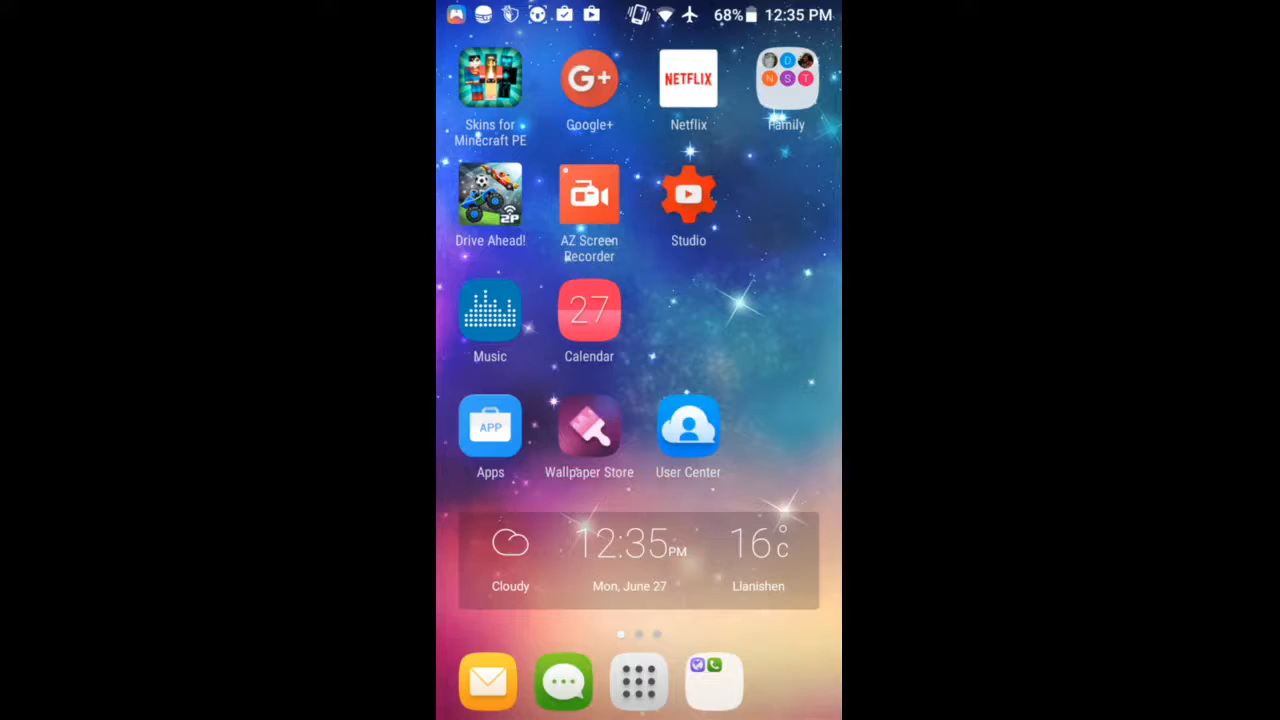 68% 12:35 PM
G+
NETFLIX
D
N S T
Skins for
Minecraft PE
Google+
Netflix
Family
2P
Drive Ahead!
AZ Screen
Recorder
Studio
27
Music
Calendar
APP
Apps
Wallpaper Store
User Center
12:35PM
16°C
Cloudy
Mon, June 27
Llanishen